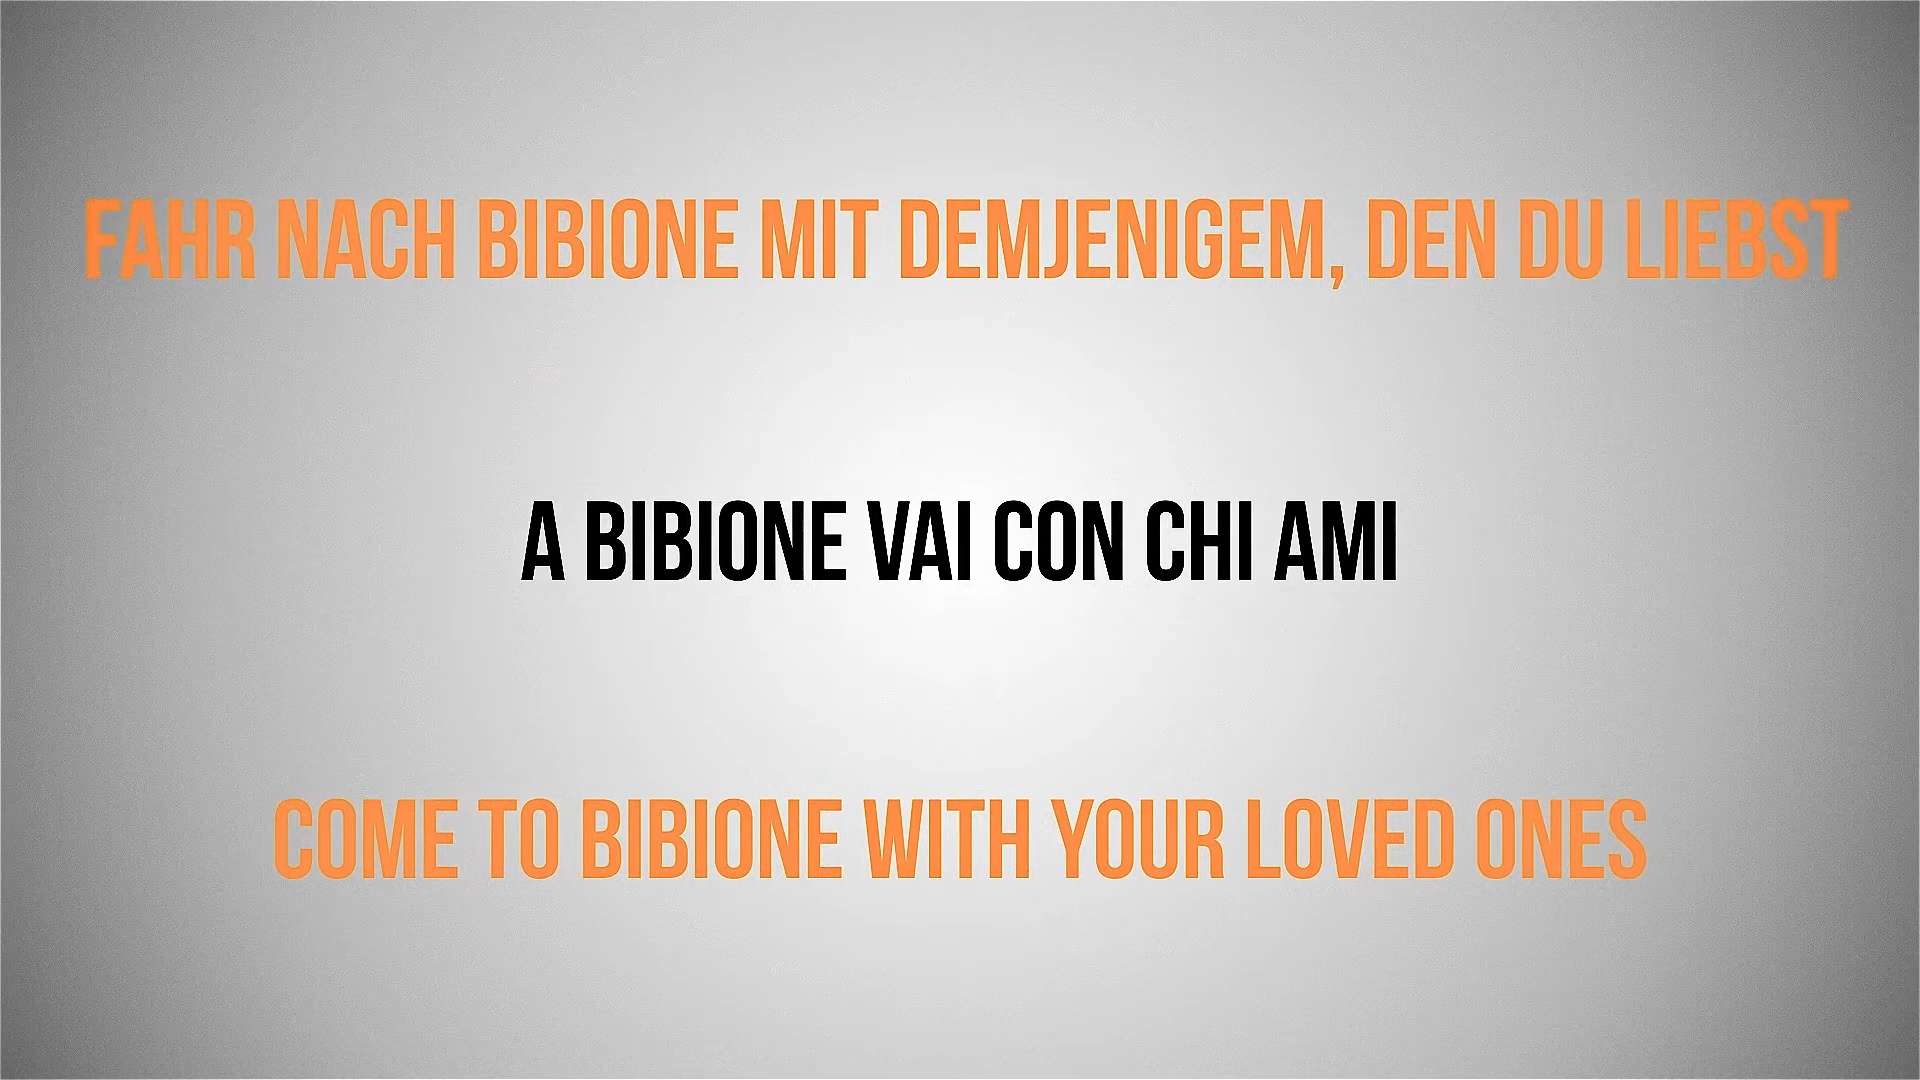 FAHR NACH BIBIONE MIT DEMJENIGEM, DEN DU LIEBST
A BIBIONE VAI CON CHI AMI
COME TO BIBIONE WITH YOUR LOVED ONES